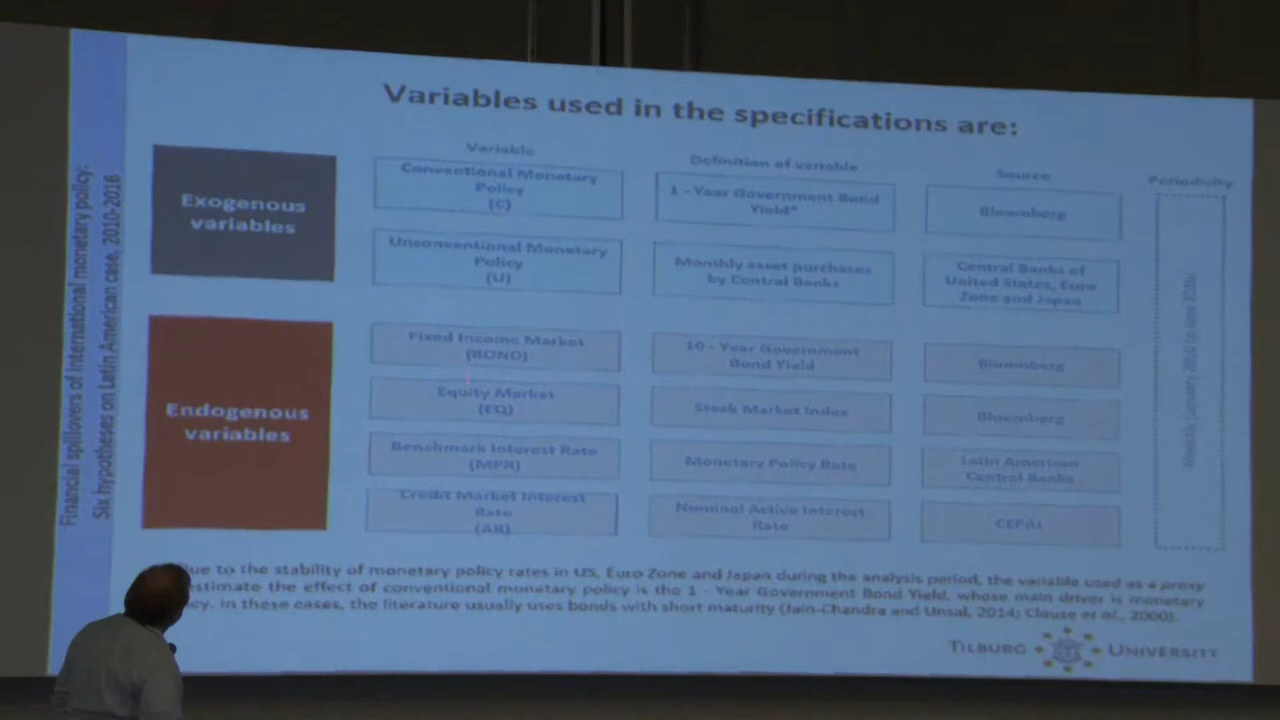 Variables used in the specifications are:
Financial spillovers of international monetary policy:
Six hypotheses on Latin American case, 2010-2016
Variable
Definition of variable
Source
Periodicity
Exogenous
variables
Conventional Monetary
Policy
(C)
1 - Year Government Bond
Yield*
Bloomberg
Unconventional Monetary
Policy
(U)
Monthly asset purchases
by Central Banks
Central Banks of
United States, Euro
Zone and Japan
Monthly January 2010 to June 2016
Endogenous
variables
Fixed Income Market
(BOND)
10 - Year Government
Bond Yield
Bloomberg
Equity Market
(EQ)
Stock Market Index
Bloomberg
Benchmark Interest Rate
(MPR)
Monetary Policy Rate
Latin American
Central Banks
Credit Market Interest
Rate
(AR)
Nominal Active Interest
Rate
CEPAL
ue to the stability of monetary policy rates in US, Euro Zone and Japan during the analysis period, the variable used as a proxy
estimate the effect of conventional monetary policy is the 1 - Year Government Bond Yield, whose main driver is monetary
cy. In these cases, the literature usually uses bonds with short maturity (Jain-Chandra and Unsal, 2014; Clouse et al., 2000).
TILBURG UNIVERSITY